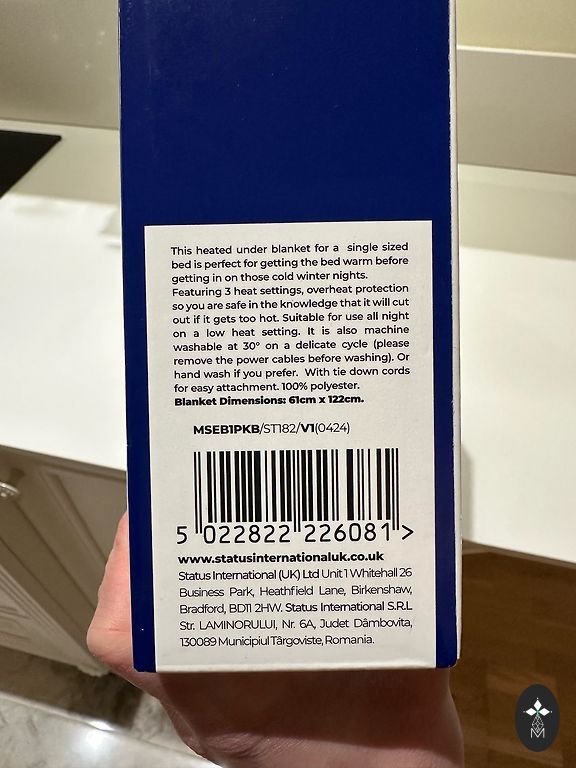 This heated under blanket for a single sized
bed is perfect for getting the bed warm before
getting in on those cold winter nights.
Featuring 3 heat settings, overheat protection
so you are safe in the knowledge that it will cut
out if it gets too hot. Suitable for use all night
on a low heat setting. It is also machine
washable at 30° on a delicate cycle (please
remove the power cables before washing). Or
hand wash if you prefer. With tie down cords
for easy attachment. 100% polyester.
Blanket Dimensions: 61cm x 122cm.
MSEB1PKB/ST182/V1(0424)
5 022822 226081 >
www.statusinternationaluk.co.uk
Status International (UK) Ltd Unit 1 Whitehall 26
Business Park, Heathfield Lane, Birkenshaw,
Bradford, BD11 2HW. Status International S.R.L
Str. LAMINORULUI, Nr. 6A, Judet Dâmbovita,
130089 Municipiul Târgoviste, Romania.